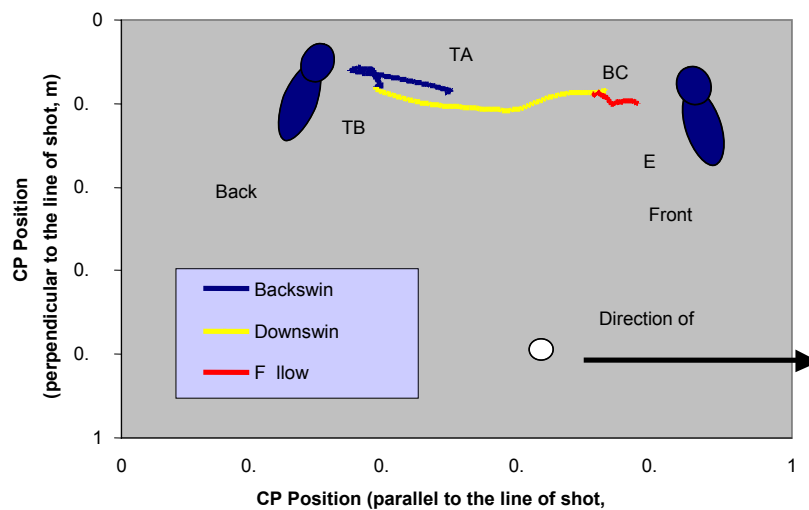 0
TA
BC
0.
TB
E
0.
Back
Front
CP Position
(perpendicular to the line of shot, m)
0.
Backswin
Downswin
Direction of
0.
F llow
1
0
0.
0.
0.
0.
1
CP Position (parallel to the line of shot,